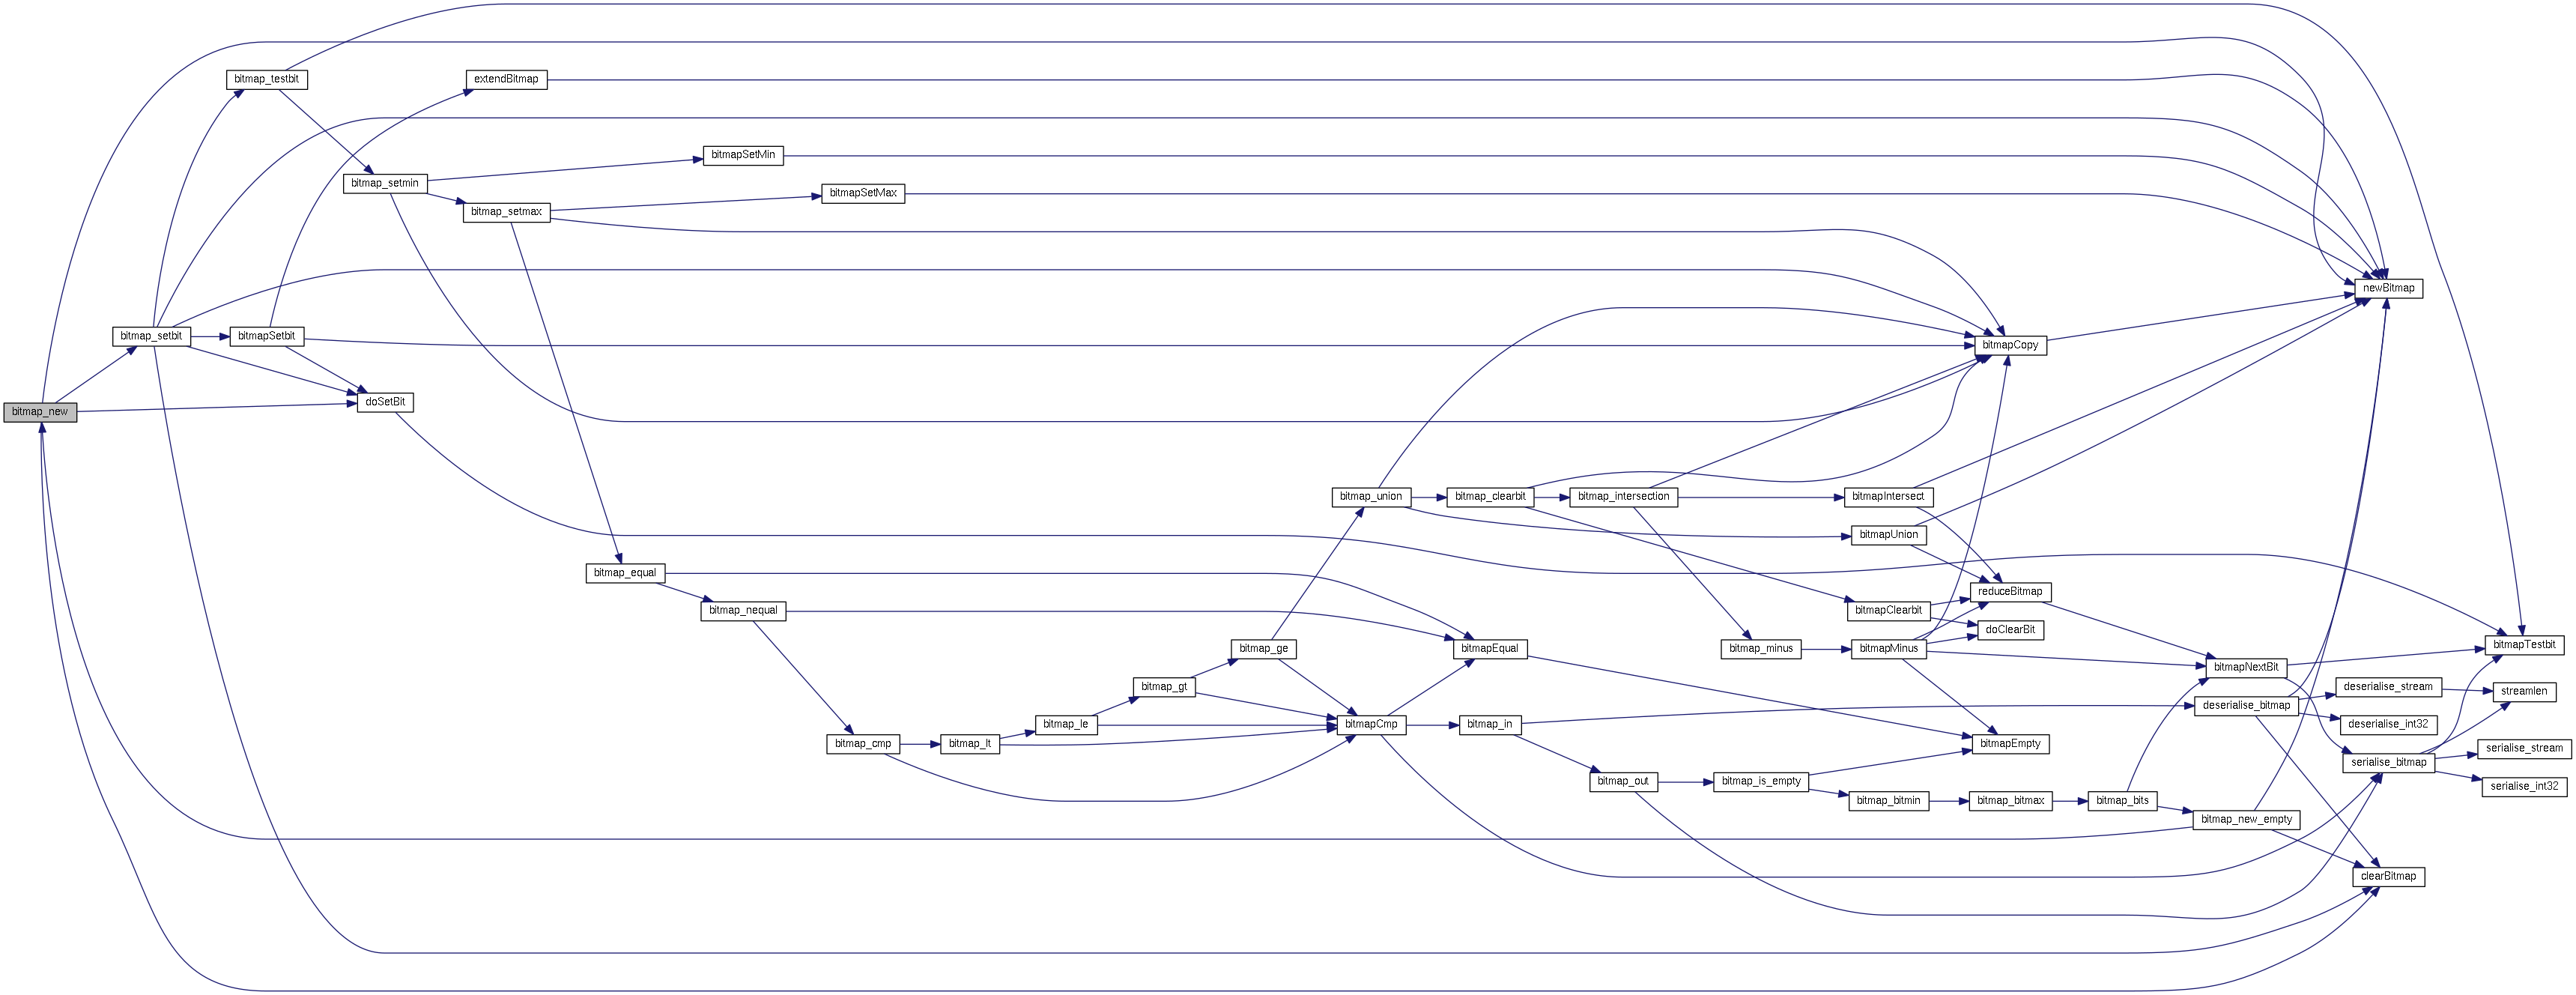 bitmap_testbit
extendBitmap
bitmapSetMin
bitmap_setmin
bitmapSetMax
bitmap_setmax
newBitmap
bitmap_setbit
bitmapSetbit
bitmapCopy
doSetBit
bitmap_new
bitmap_union
bitmap_clearbit
bitmap_intersection
bitmapIntersect
bitmapUnion
bitmap_equal
reduceBitmap
bitmap_nequal
bitmapClearbit
doClearBit
bitmap_ge
bitmapEqual
bitmap_minus
bitmapMinus
bitmapTestbit
bitmapNextBit
bitmap_gt
deserialise_stream
streamlen
deserialise_bitmap
bitmap_le
bitmapCmp
bitmap_in
deserialise_int32
bitmap_cmp
bitmap_lt
bitmapEmpty
serialise_stream
serialise_bitmap
bitmap_out
bitmap_is_empty
serialise_int32
bitmap_bitmin
bitmap_bitmax
bitmap_bits
bitmap_new_empty
clearBitmap